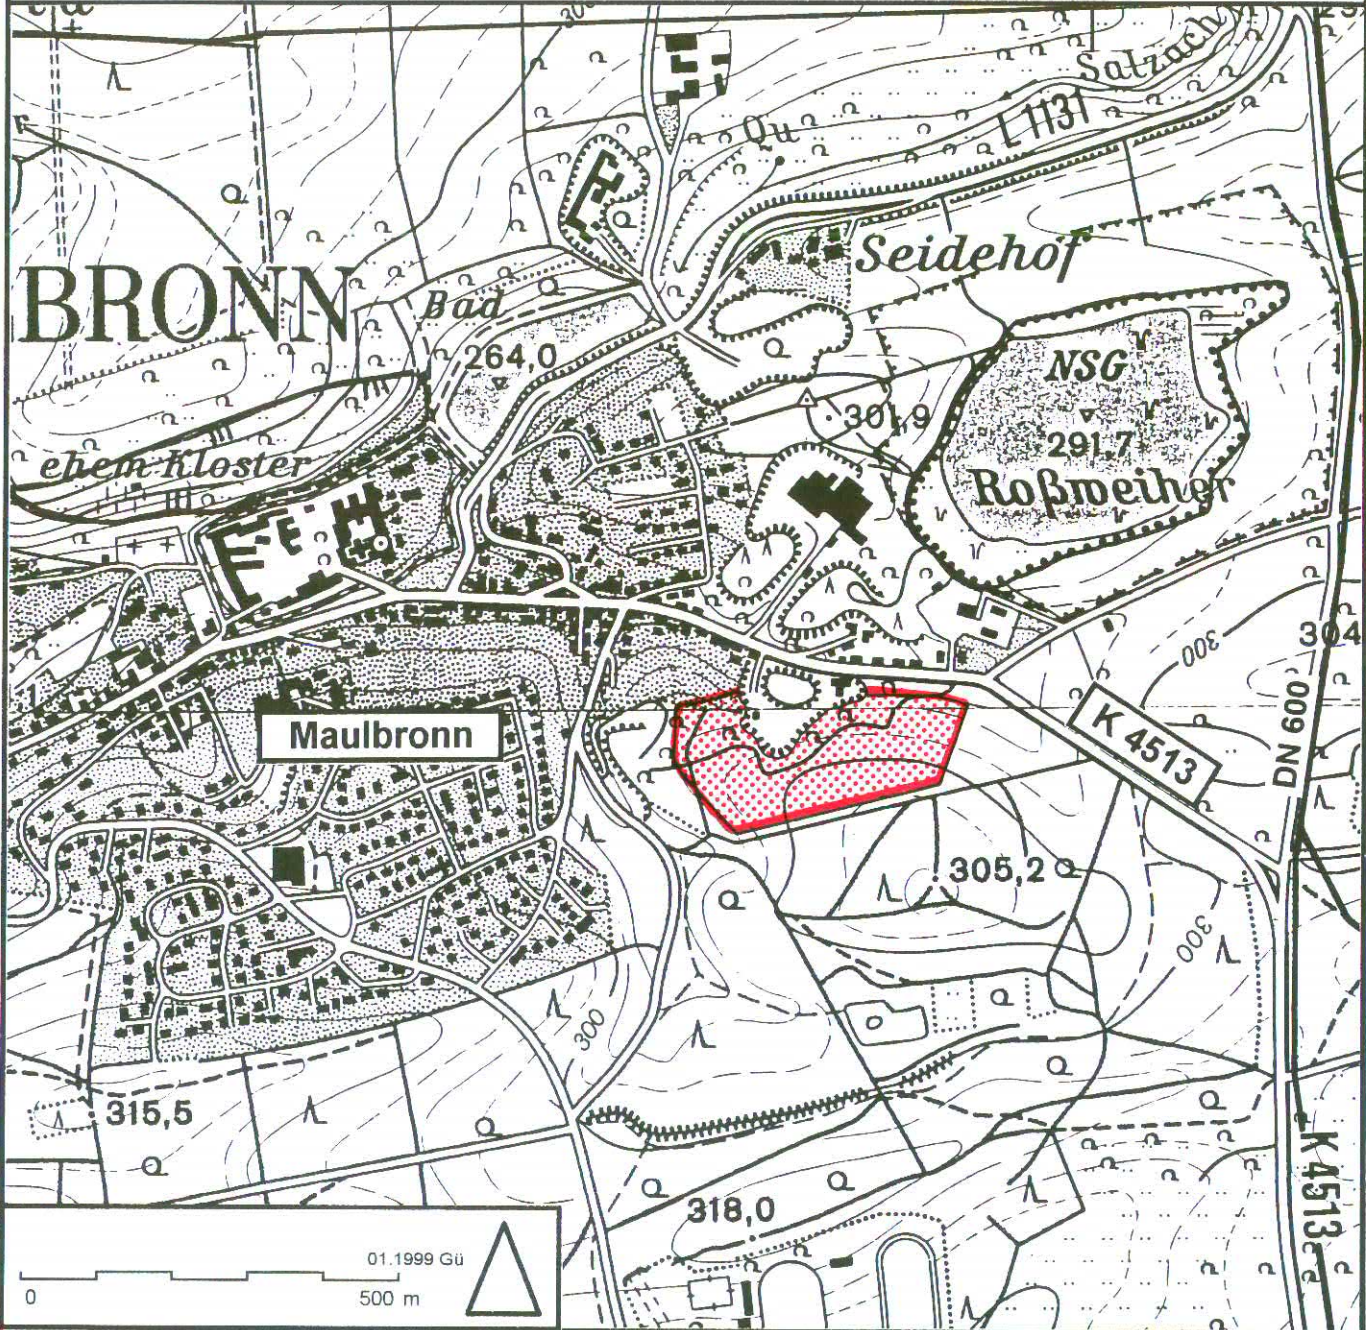 300
Salzach
L 1131
Qu
Seidehof
BRONN
Bad
264,0
NSG
301,9
291,7
ehem Kloster
Roßweiher
300
304
Maulbronn
K 4513
DN 600
305,2
300
300
315,5
318,0
K 4513
01.1999 Gü
0
500 m